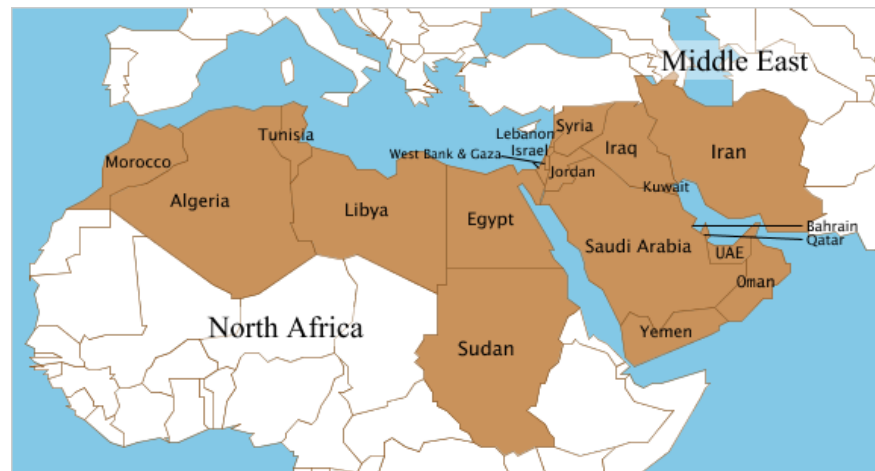 Middle East
Lebanon
Syria
Tunisia
Israel
West Bank & Gaza
Iraq
Iran
Morocco
Jordan
Kuwait
Algeria
Libya
Egypt
Bahrain
Saudi Arabia
Qatar
UAE
Oman
North Africa
Yemen
Sudan